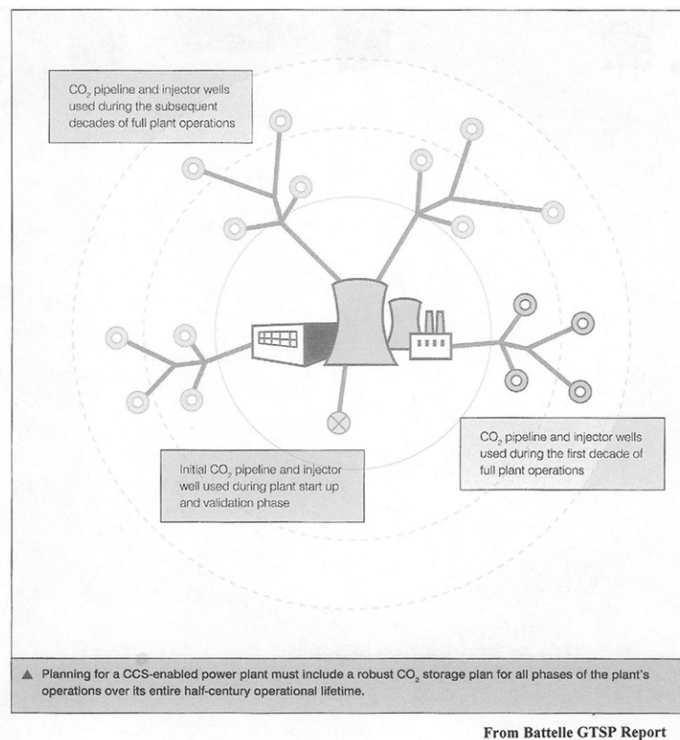 CO₂ pipeline and injector wells
used during the subsequent
decades of full plant operations
CO₂ pipeline and injector wells
used during the first decade of
full plant operations
Initial CO₂ pipeline and injector
well used during plant start up
and validation phase
▲ Planning for a CCS-enabled power plant must include a robust CO₂ storage plan for all phases of the plant's
operations over its entire half-century operational lifetime.
From Battelle GTSP Report